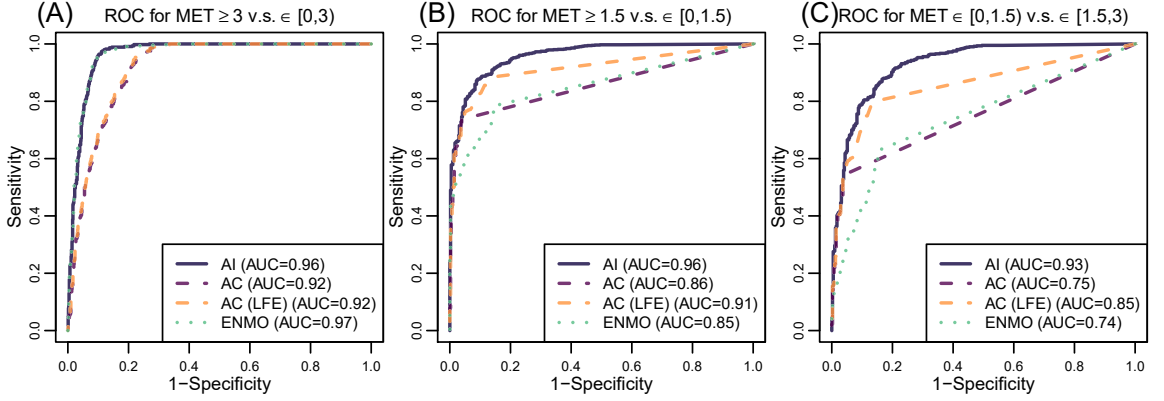 (A) ROC for MET ≥ 3 v.s. ∈ [0,3)
Sensitivity
1.0
0.8
0.6
0.4
0.2
0.0
AI (AUC=0.96)
AC (AUC=0.92)
AC (LFE) (AUC=0.92)
ENMO (AUC=0.97)
0.0 0.2 0.4 0.6 0.8 1.0
1−Specificity
(B) ROC for MET ≥ 1.5 v.s. ∈ [0,1.5)
Sensitivity
1.0
0.8
0.6
0.4
0.2
0.0
AI (AUC=0.96)
AC (AUC=0.86)
AC (LFE) (AUC=0.91)
ENMO (AUC=0.85)
0.0 0.2 0.4 0.6 0.8 1.0
1−Specificity
(C) ROC for MET ∈ [0,1.5) v.s. ∈ [1.5,3)
Sensitivity
1.0
0.8
0.6
0.4
0.2
0.0
AI (AUC=0.93)
AC (AUC=0.75)
AC (LFE) (AUC=0.85)
ENMO (AUC=0.74)
0.0 0.2 0.4 0.6 0.8 1.0
1−Specificity